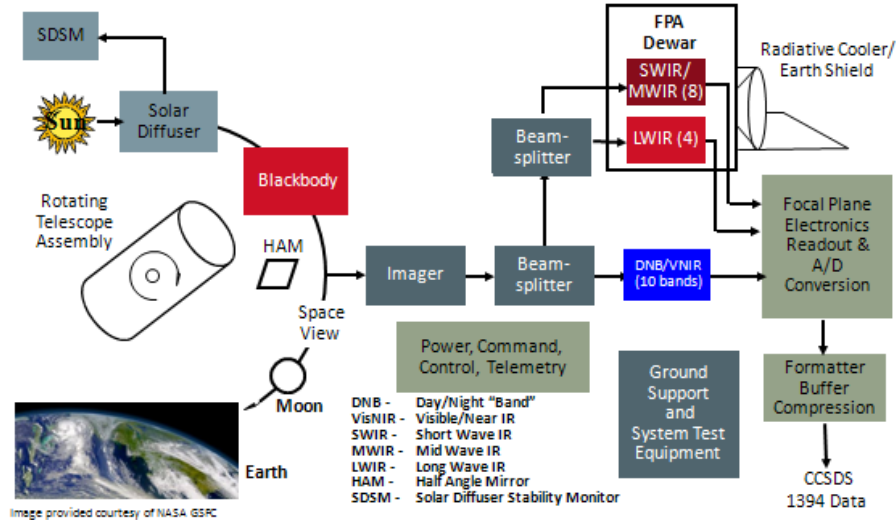 SDSM
Sun
Solar
Diffuser
Blackbody
Rotating
Telescope
Assembly
HAM
Space
View
Moon
Earth
Image provided courtesy of NASA GSFC
Imager
Beam-
splitter
Beam-
splitter
FPA
Dewar
SWIR/
MWIR (8)
LWIR (4)
Radiative Cooler/
Earth Shield
DNB/VNIR
(10 bands)
Focal Plane
Electronics
Readout &
A/D
Conversion
Formatter
Buffer
Compression
CCSDS
1394 Data
Power, Command,
Control, Telemetry
Ground
Support
and
System Test
Equipment
DNB - Day/Night “Band”
VisNIR - Visible/Near IR
SWIR - Short Wave IR
MWIR - Mid Wave IR
LWIR - Long Wave IR
HAM - Half Angle Mirror
SDSM - Solar Diffuser Stability Monitor